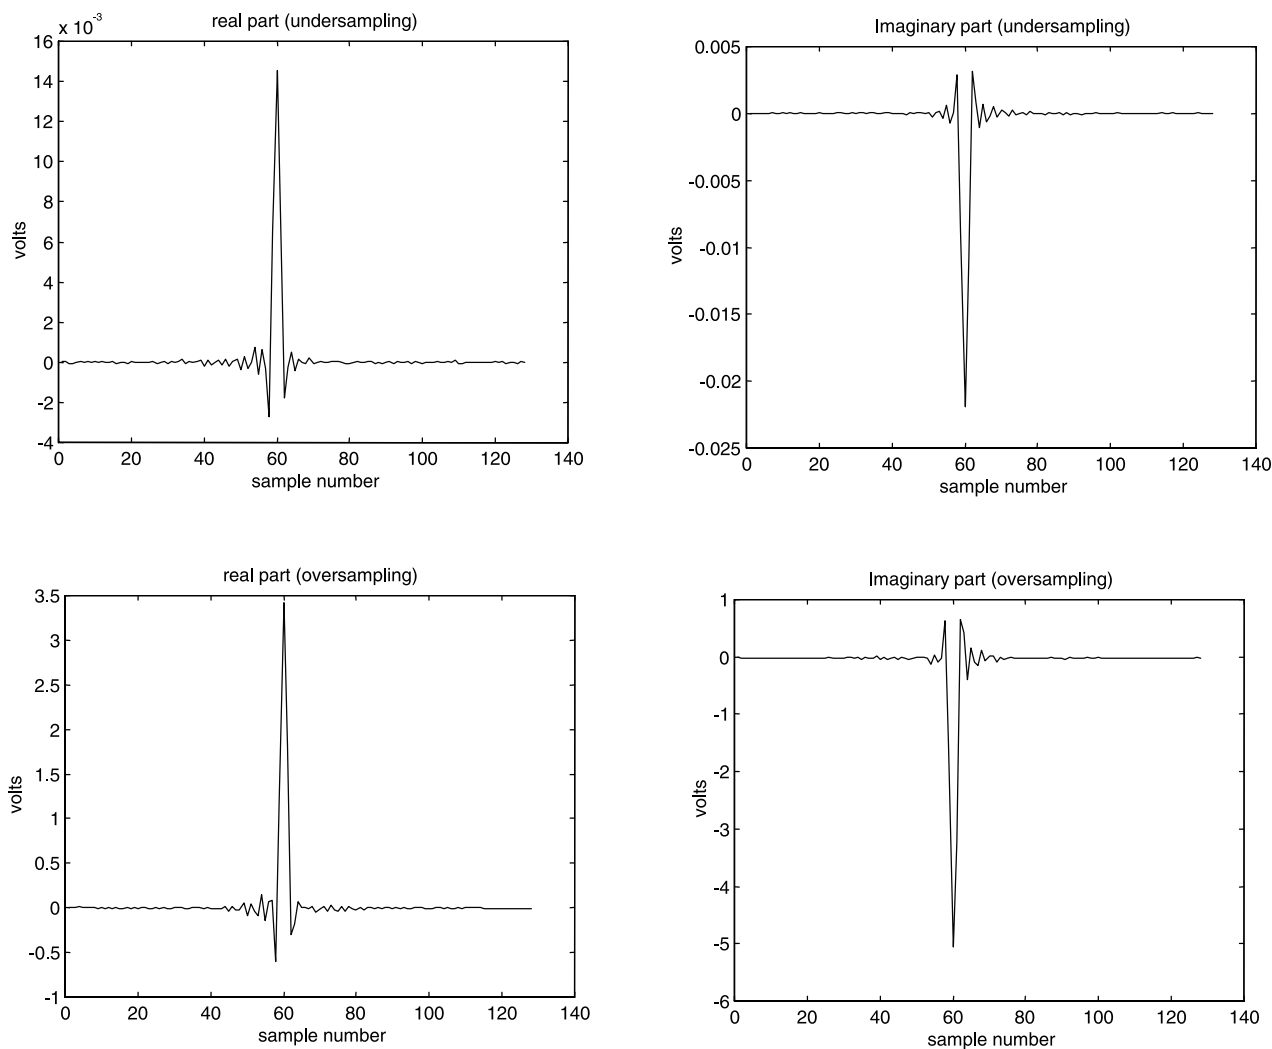 x 10⁻³
real part (undersampling)
16
14
12
10
8
6
4
2
0
-2
-4
volts
0 20 40 60 80 100 120 140
sample number
Imaginary part (undersampling)
0.005
0
-0.005
-0.01
-0.015
-0.02
-0.025
volts
0 20 40 60 80 100 120 140
sample number
real part (oversampling)
3.5
3
2.5
2
3.5
1
0.5
0
-0.5
-1
volts
0 20 40 60 80 100 120 140
sample number
Imaginary part (oversampling)
1
0
-1
-2
-3
-4
-5
-6
volts
0 20 40 60 80 100 120 140
sample number